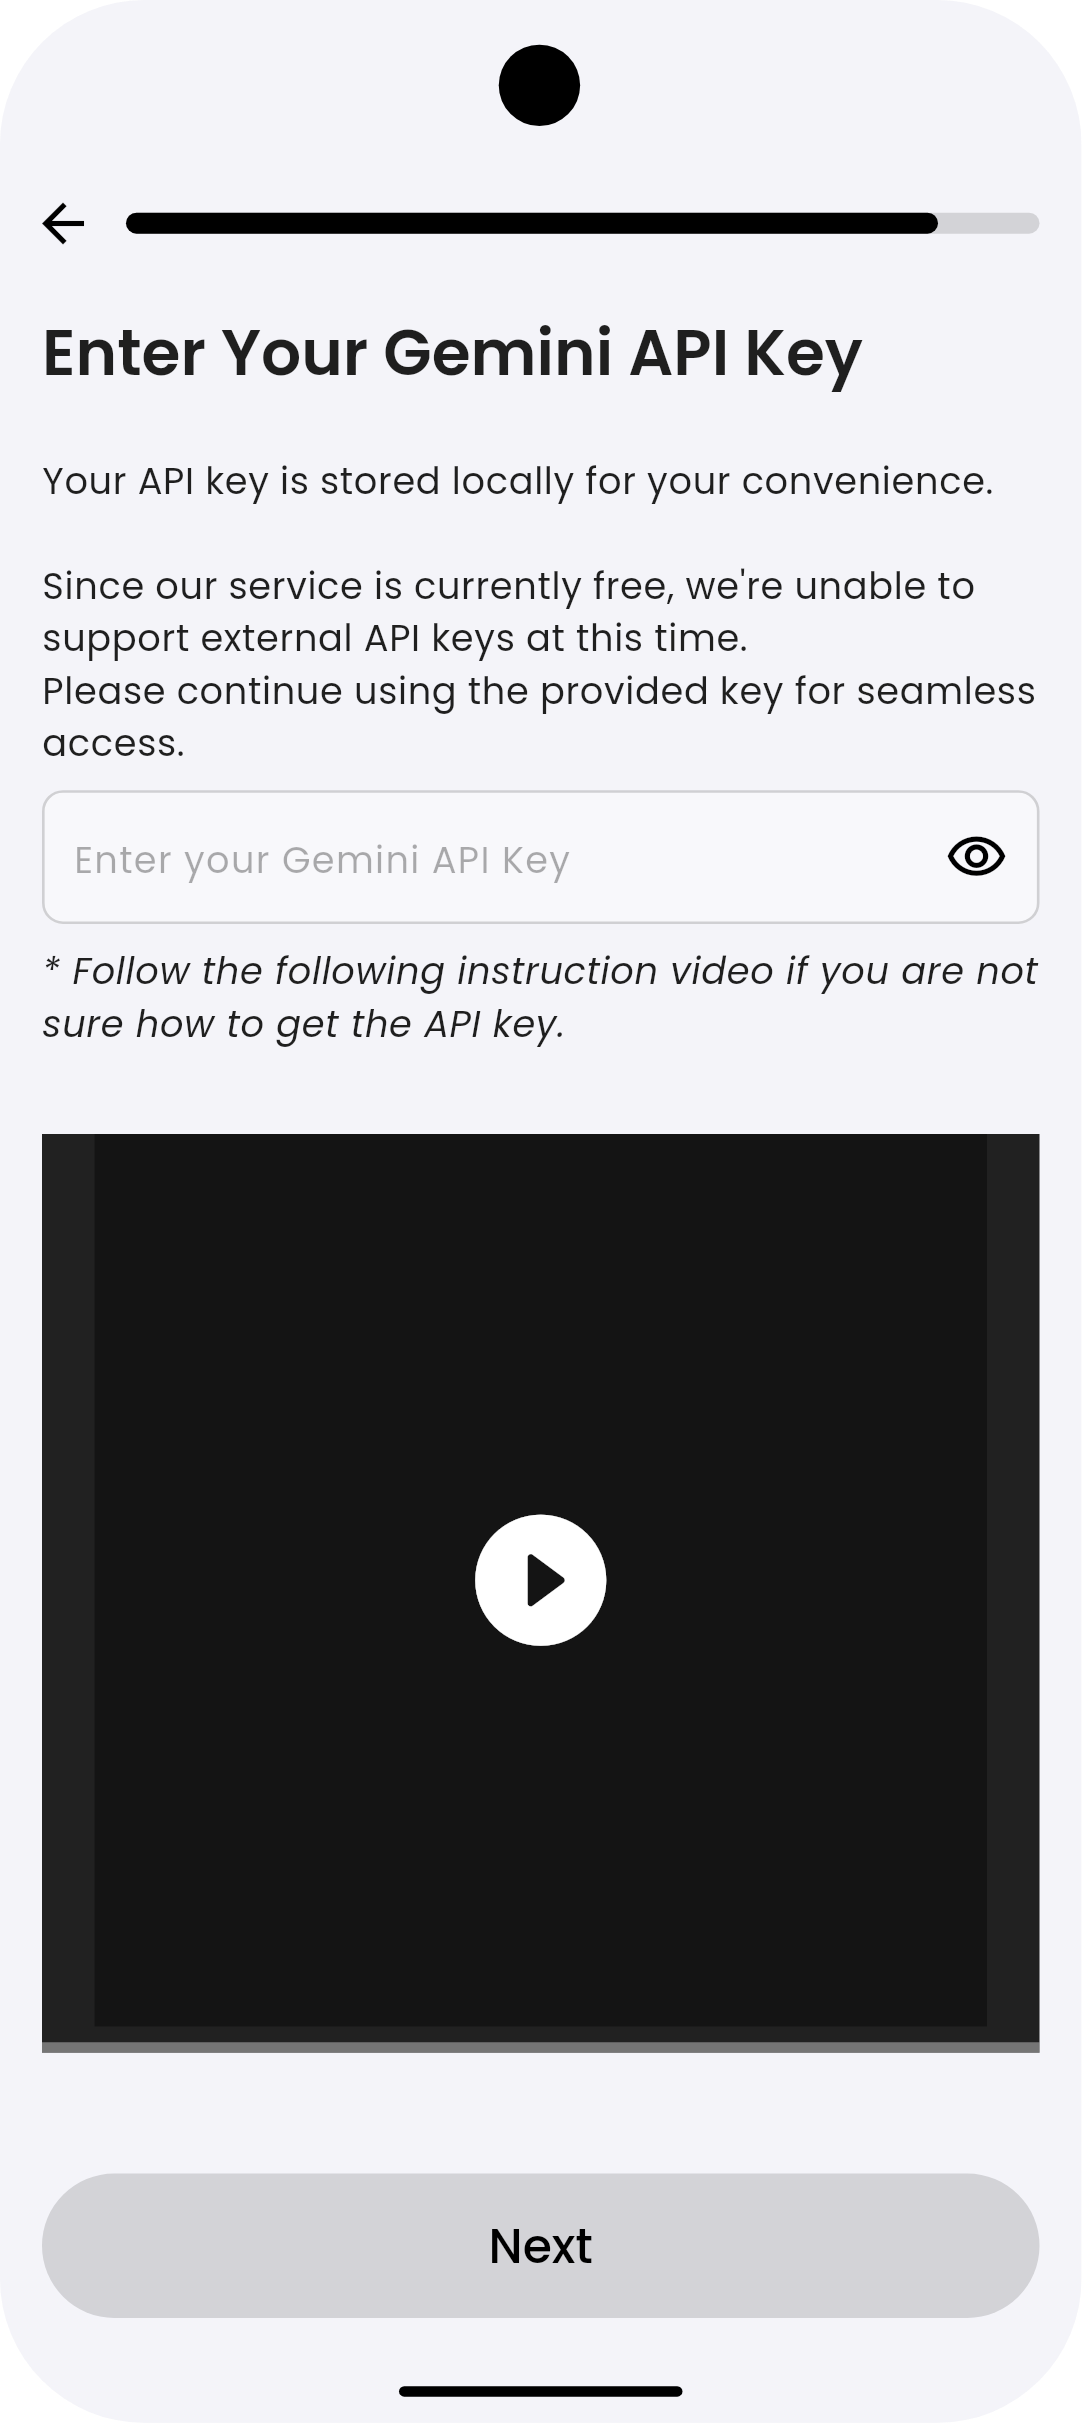 Enter Your Gemini API Key
Your API key is stored locally for your convenience.
Since our service is currently free, we're unable to
support external API keys at this time.
Please continue using the provided key for seamless
access.
Enter your Gemini API Key
* Follow the following instruction video if you are not
sure how to get the API key.
Next